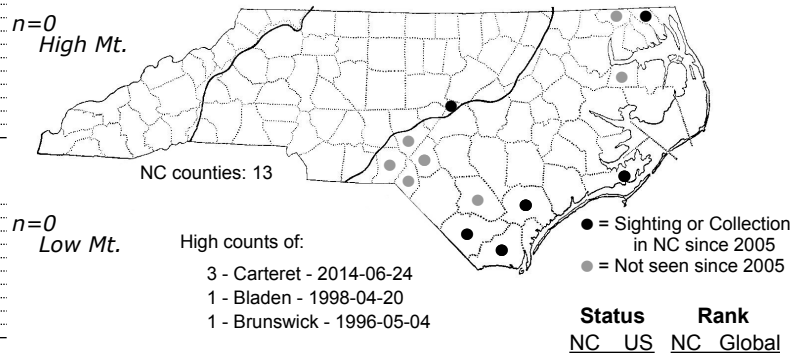 n=0
High Mt.
NC counties: 13
n=0
Low Mt.
High counts of:
3 - Carteret - 2014-06-24
1 - Bladen - 1998-04-20
1 - Brunswick - 1996-05-04
= Sighting or Collection
in NC since 2005
= Not seen since 2005
Status Rank
NC US NC Global